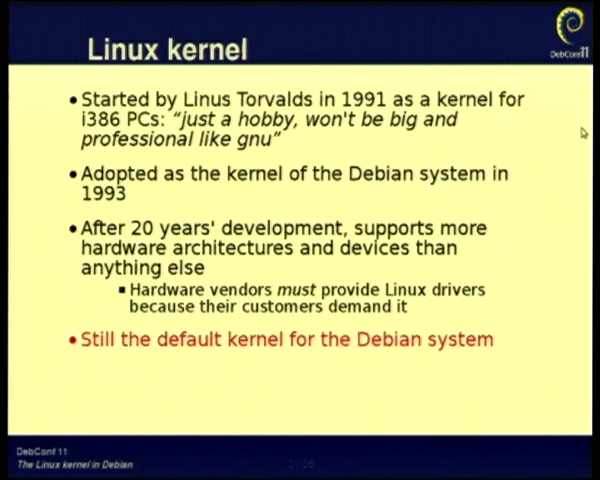 Linux kernel
DebConf11
• Started by Linus Torvalds in 1991 as a kernel for
i386 PCs: “just a hobby, won't be big and
professional like gnu”
• Adopted as the kernel of the Debian system in
1993
• After 20 years' development, supports more
hardware architectures and devices than
anything else
▪ Hardware vendors must provide Linux drivers
because their customers demand it
• Still the default kernel for the Debian system
DebConf 11
The Linux kernel in Debian